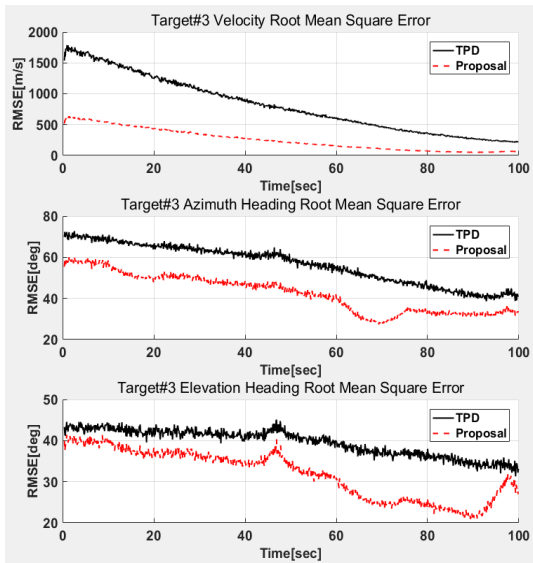 Target#3 Velocity Root Mean Square Error
2000
1500
1000
500
0
RMSE[m/s]
TPD
Proposal
0 20 40 60 80 100
Time[sec]
Target#3 Azimuth Heading Root Mean Square Error
80
60
40
20
RMSE[deg]
TPD
Proposal
0 20 40 60 80 100
Time[sec]
Target#3 Elevation Heading Root Mean Square Error
50
40
30
20
RMSE[deg]
TPD
Proposal
0 20 40 60 80 100
Time[sec]